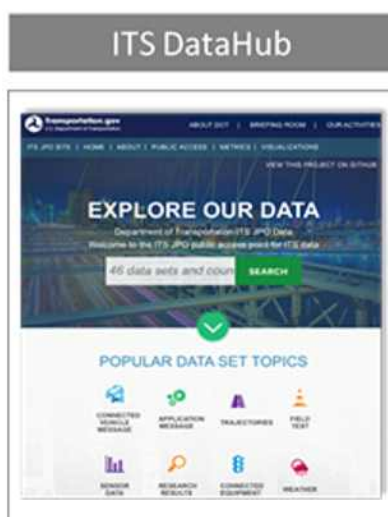 ITS DataHub
Transportation.gov
U.S. Department of Transportation
ABOUT DOT | BRIEFING ROOM | OUR ACTIVITIES
ITS JPO SITE | HOME | ABOUT | PUBLIC ACCESS | METRICS | VISUALIZATIONS
VIEW THIS PROJECT ON GITHUB
EXPLORE OUR DATA
Department of Transportation ITS JPO Data
Welcome to the ITS JPO public access point for ITS data
46 data sets and coun
SEARCH
POPULAR DATA SET TOPICS
CONNECTED VEHICLE MESSAGE
APPLICATION MESSAGE
TRAJECTORIES
FIELD TEST
SENSOR DATA
RESEARCH RESULTS
CONNECTED EQUIPMENT
WEATHER